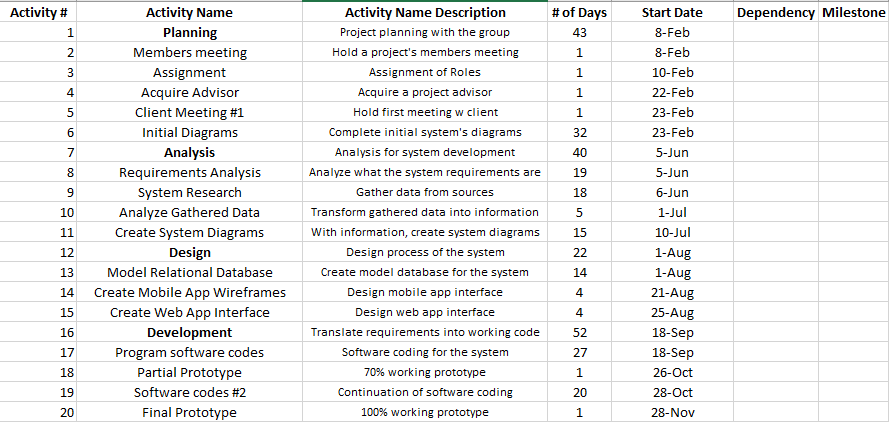 Activity # Activity Name Activity Name Description # of Days Start Date Dependency Milestone
1 Planning Project planning with the group 43 8-Feb
2 Members meeting Hold a project's members meeting 1 8-Feb
3 Assignment Assignment of Roles 1 10-Feb
4 Acquire Advisor Acquire a project advisor 1 22-Feb
5 Client Meeting #1 Hold first meeting w client 1 23-Feb
6 Initial Diagrams Complete initial system's diagrams 32 23-Feb
7 Analysis Analysis for system development 40 5-Jun
8 Requirements Analysis Analyze what the system requirements are 19 5-Jun
9 System Research Gather data from sources 18 6-Jun
10 Analyze Gathered Data Transform gathered data into information 5 1-Jul
11 Create System Diagrams With information, create system diagrams 15 10-Jul
12 Design Design process of the system 22 1-Aug
13 Model Relational Database Create model database for the system 14 1-Aug
14 Create Mobile App Wireframes Design mobile app interface 4 21-Aug
15 Create Web App Interface Design web app interface 4 25-Aug
16 Development Translate requirements into working code 52 18-Sep
17 Program software codes Software coding for the system 27 18-Sep
18 Partial Prototype 70% working prototype 1 26-Oct
19 Software codes #2 Continuation of software coding 20 28-Oct
20 Final Prototype 100% working prototype 1 28-Nov